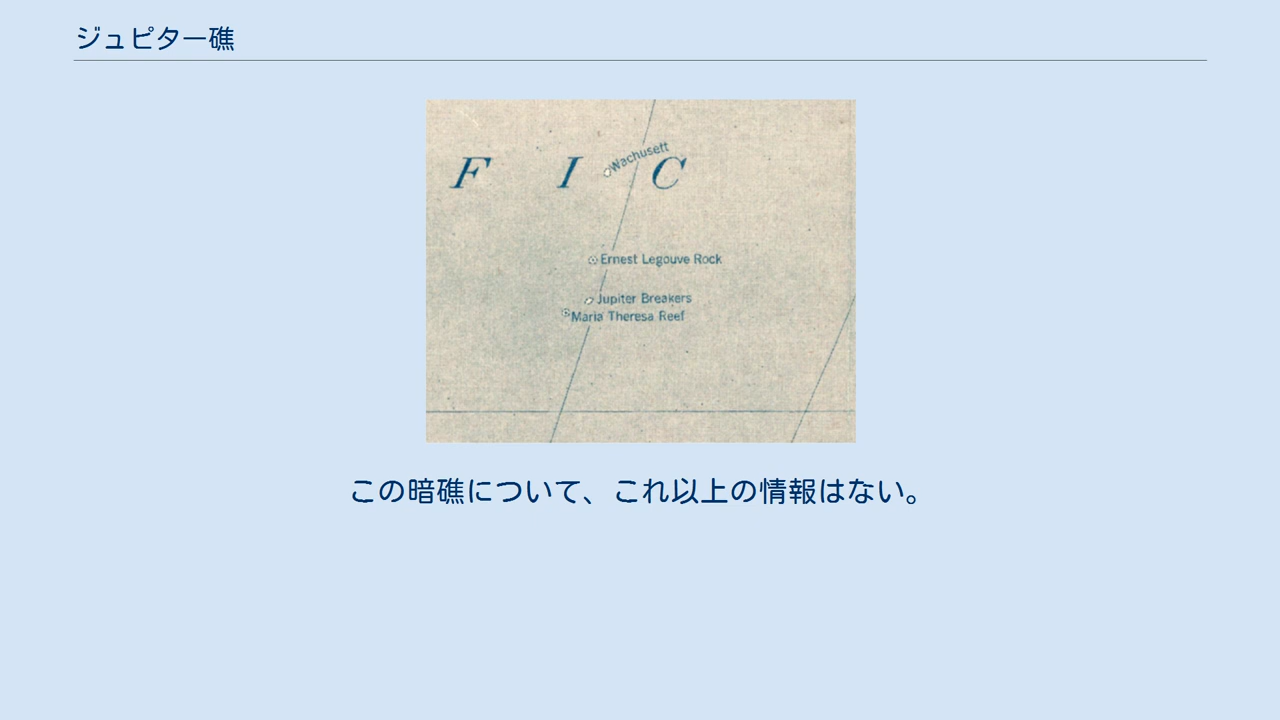 ジュピター礁
Wachusett
F I C
Ernest Legouve Rock
Jupiter Breakers
Maria Theresa Reef
この暗礁について、これ以上の情報はない。